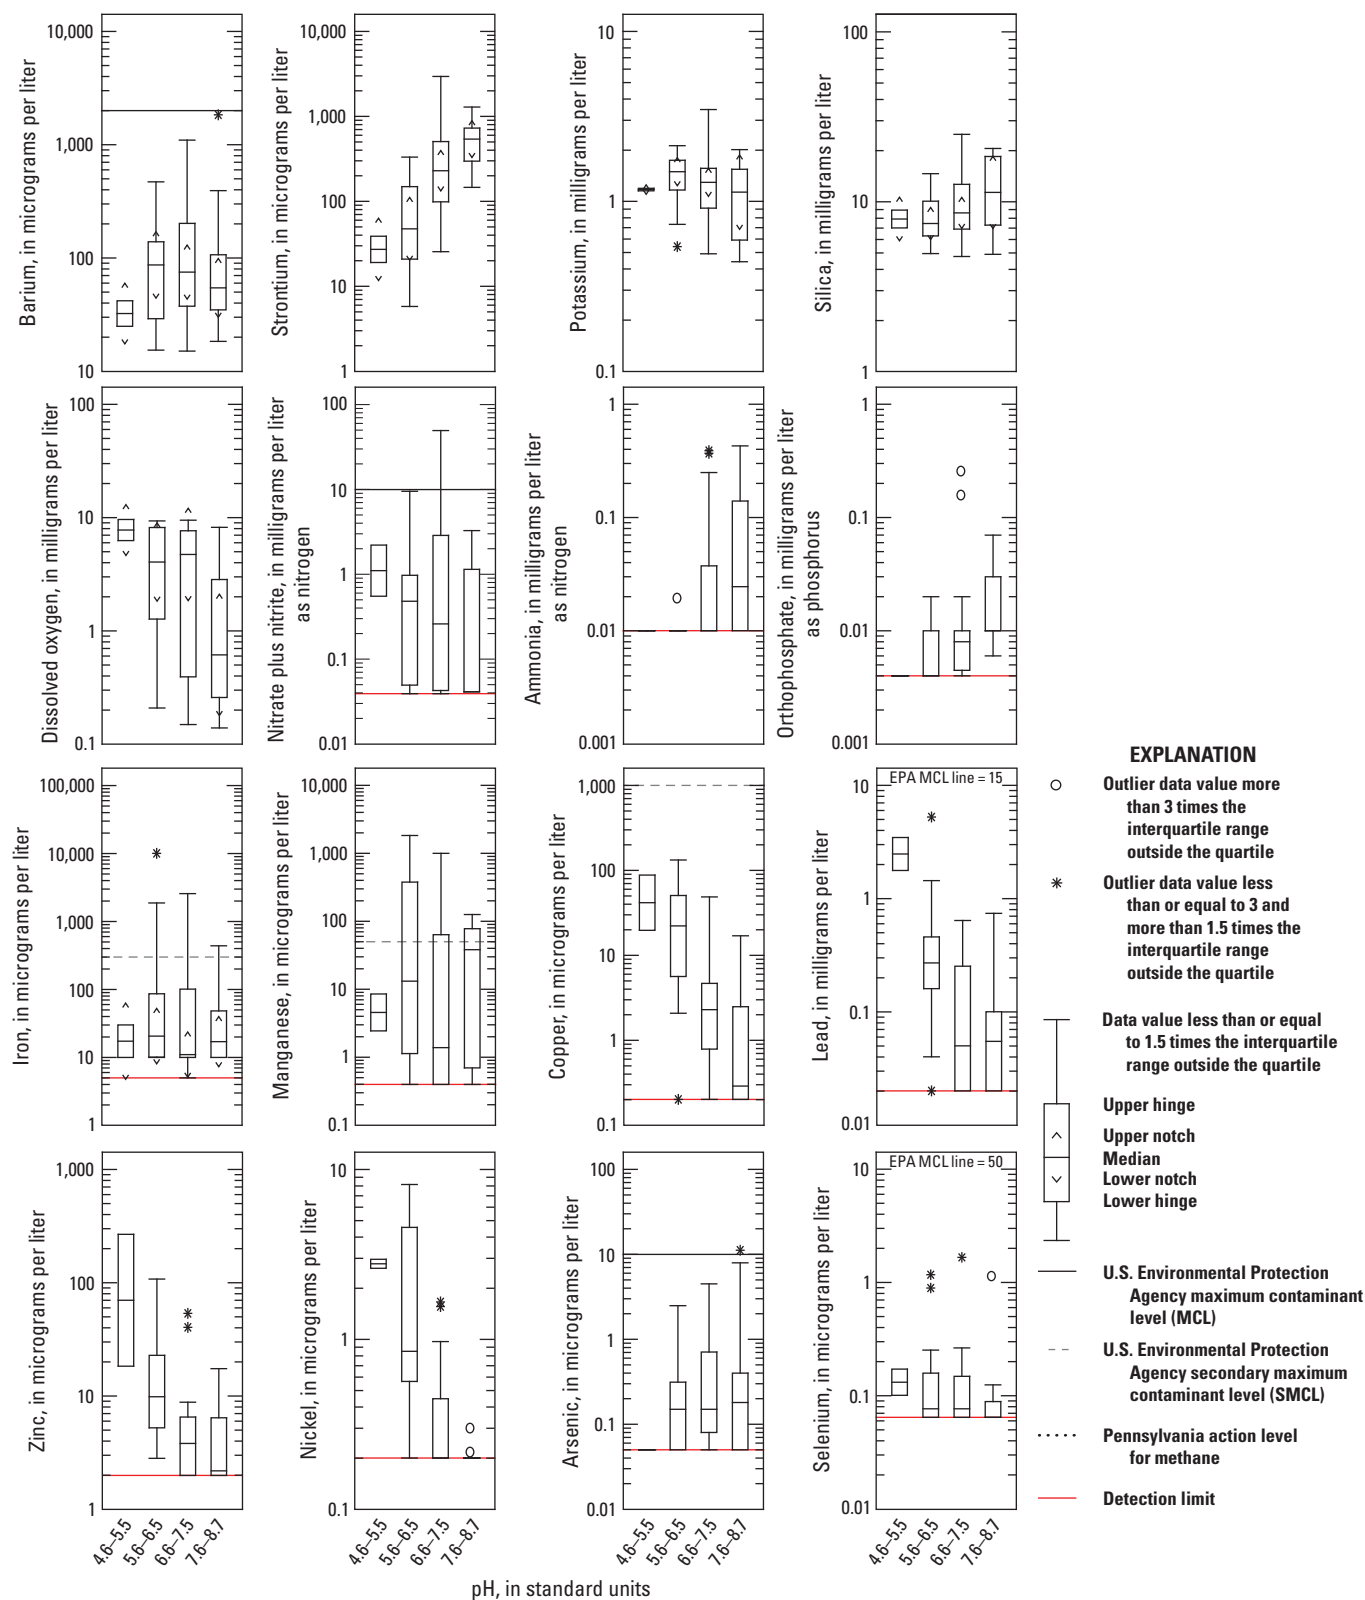 Barium, in micrograms per liter
10,000
1,000
100
10
Strontium, in micrograms per liter
10,000
1,000
100
10
1
Potassium, in milligrams per liter
10
1
0.1
Silica, in milligrams per liter
100
10
1
Dissolved oxygen, in milligrams per liter
100
10
1
0.1
Nitrate plus nitrite, in milligrams per liter
as nitrogen
100
10
1
0.1
0.01
Ammonia, in milligrams per liter
as nitrogen
1
0.1
0.01
0.001
Orthophosphate, in milligrams per liter
as phosphorus
1
0.1
0.01
0.001
Iron, in micrograms per liter
100,000
10,000
1,000
100
10
1
Manganese, in micrograms per liter
10,000
1,000
100
10
1
0.1
Copper, in micrograms per liter
1,000
100
10
1
0.1
Lead, in milligrams per liter
EPA MCL line = 15
10
1
0.1
0.01
Zinc, in micrograms per liter
1,000
100
10
1
4.6–5.5
5.6–6.5
6.6–7.5
7.6–8.7
Nickel, in micrograms per liter
10
1
0.1
4.6–5.5
5.6–6.5
6.6–7.5
7.6–8.7
Arsenic, in micrograms per liter
100
10
1
0.1
0.01
4.6–5.5
5.6–6.5
6.6–7.5
7.6–8.7
Selenium, in micrograms per liter
EPA MCL line = 50
10
1
0.1
0.01
4.6–5.5
5.6–6.5
6.6–7.5
7.6–8.7
pH, in standard units
EXPLANATION
Outlier data value more
than 3 times the
interquartile range
outside the quartile
Outlier data value less
than or equal to 3 and
more than 1.5 times the
interquartile range
outside the quartile
Data value less than or equal
to 1.5 times the interquartile
range outside the quartile
Upper hinge
Upper notch
Median
Lower notch
Lower hinge
U.S. Environmental Protection
Agency maximum contaminant
level (MCL)
U.S. Environmental Protection
Agency secondary maximum
contaminant level (SMCL)
Pennsylvania action level
for methane
Detection limit